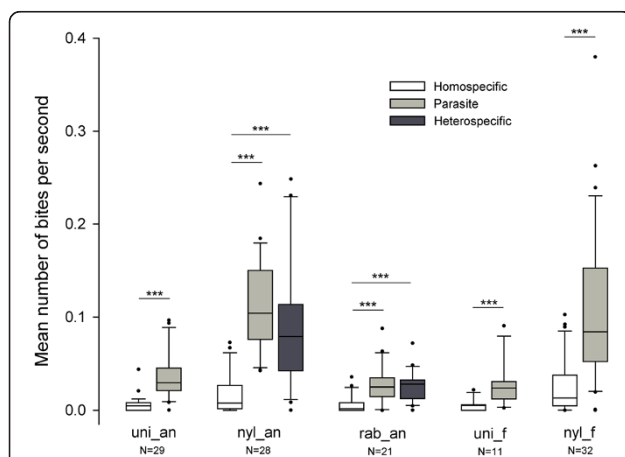 0.4
0.3
0.2
0.1
0.0
Mean number of bites per second
Homospecific
Parasite
Heterospecific
***
***
***
***
***
***
***
uni_an
nyl_an
rab_an
uni_f
nyl_f
N=29
N=28
N=21
N=11
N=32